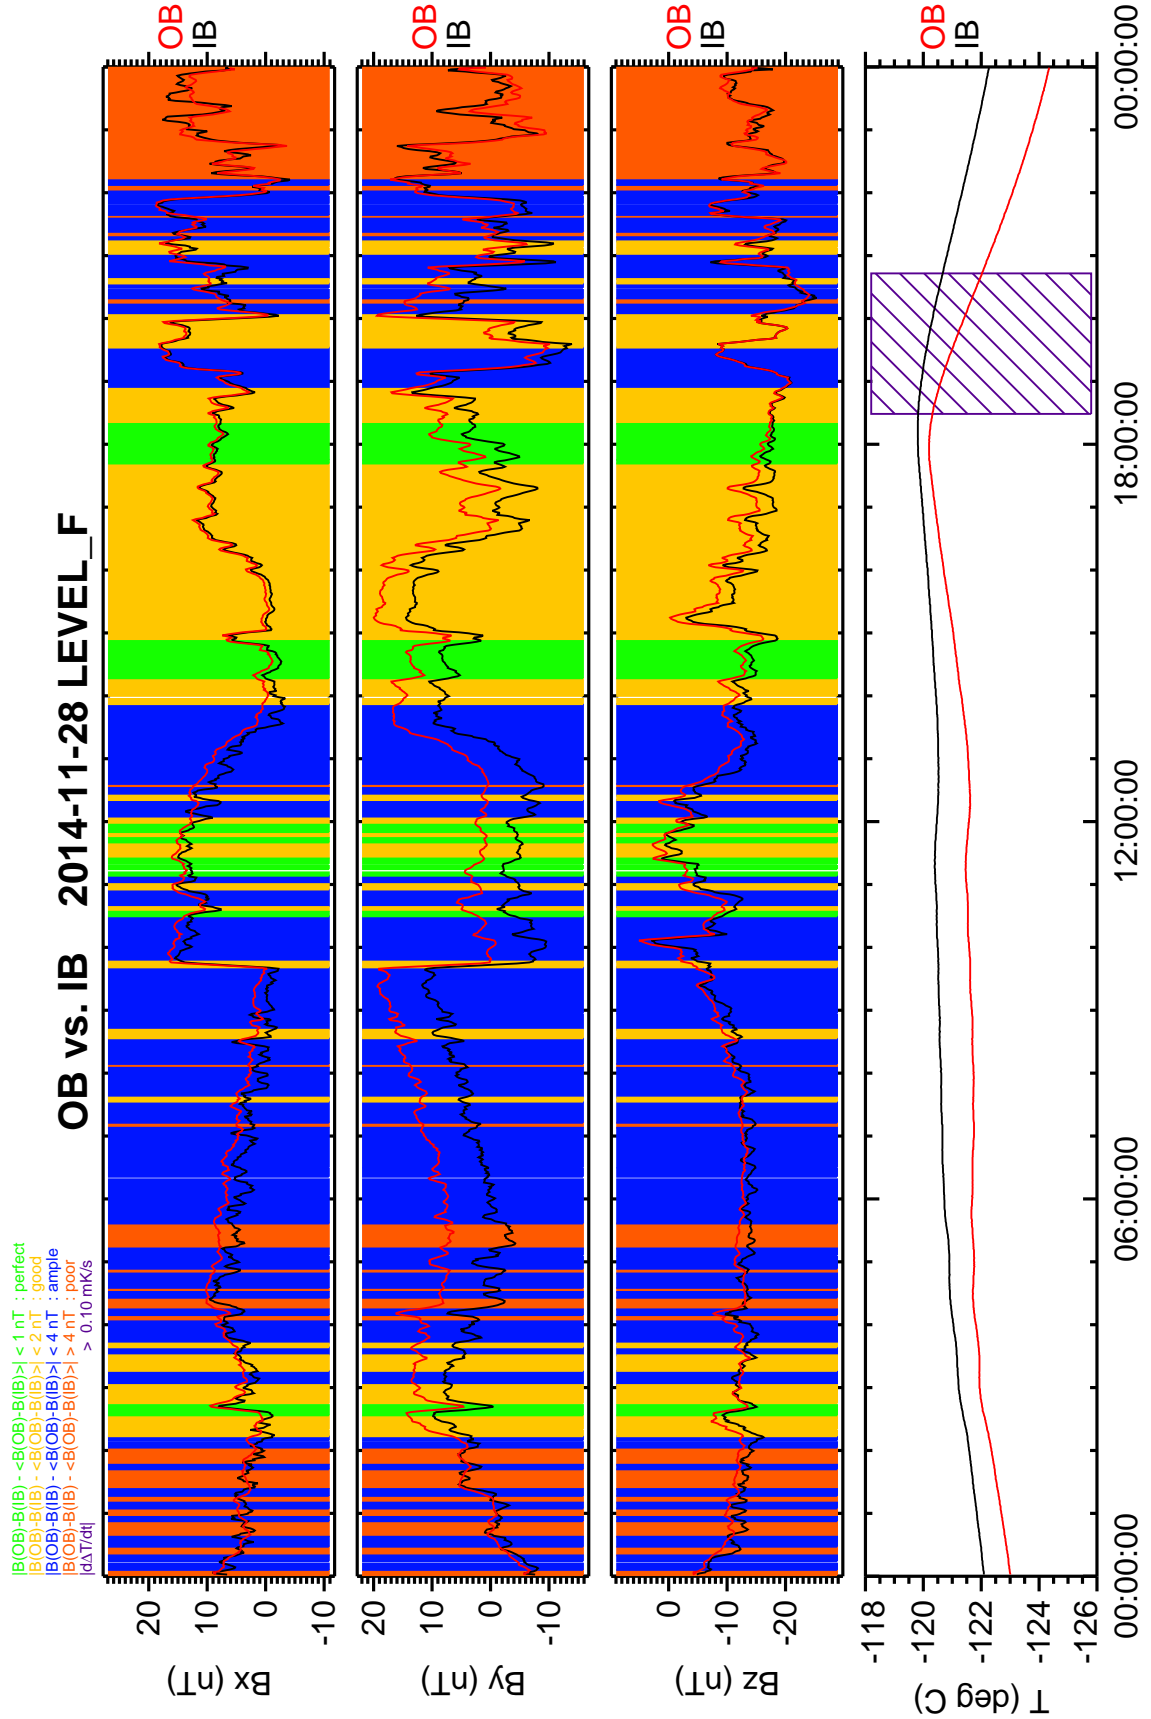 |B(OB)-B(IB) - <B(OB)-B(IB)>| < 1 nT : perfect
|B(OB)-B(IB) - <B(OB)-B(IB)>| < 2 nT : good
|B(OB)-B(IB) - <B(OB)-B(IB)>| < 4 nT : ample
|B(OB)-B(IB) - <B(OB)-B(IB)>| > 4 nT : poor
|dΔT/dt| > 0.10 mK/s
OB vs. IB 2014-11-28 LEVEL_F
Bx (nT)
20
10
0
-10
OB
IB
By (nT)
20
10
0
-10
OB
IB
Bz (nT)
0
-10
-20
OB
IB
T (deg C)
-118
-120
-122
-124
-126
OB
IB
00:00:00 06:00:00 12:00:00 18:00:00 00:00:00